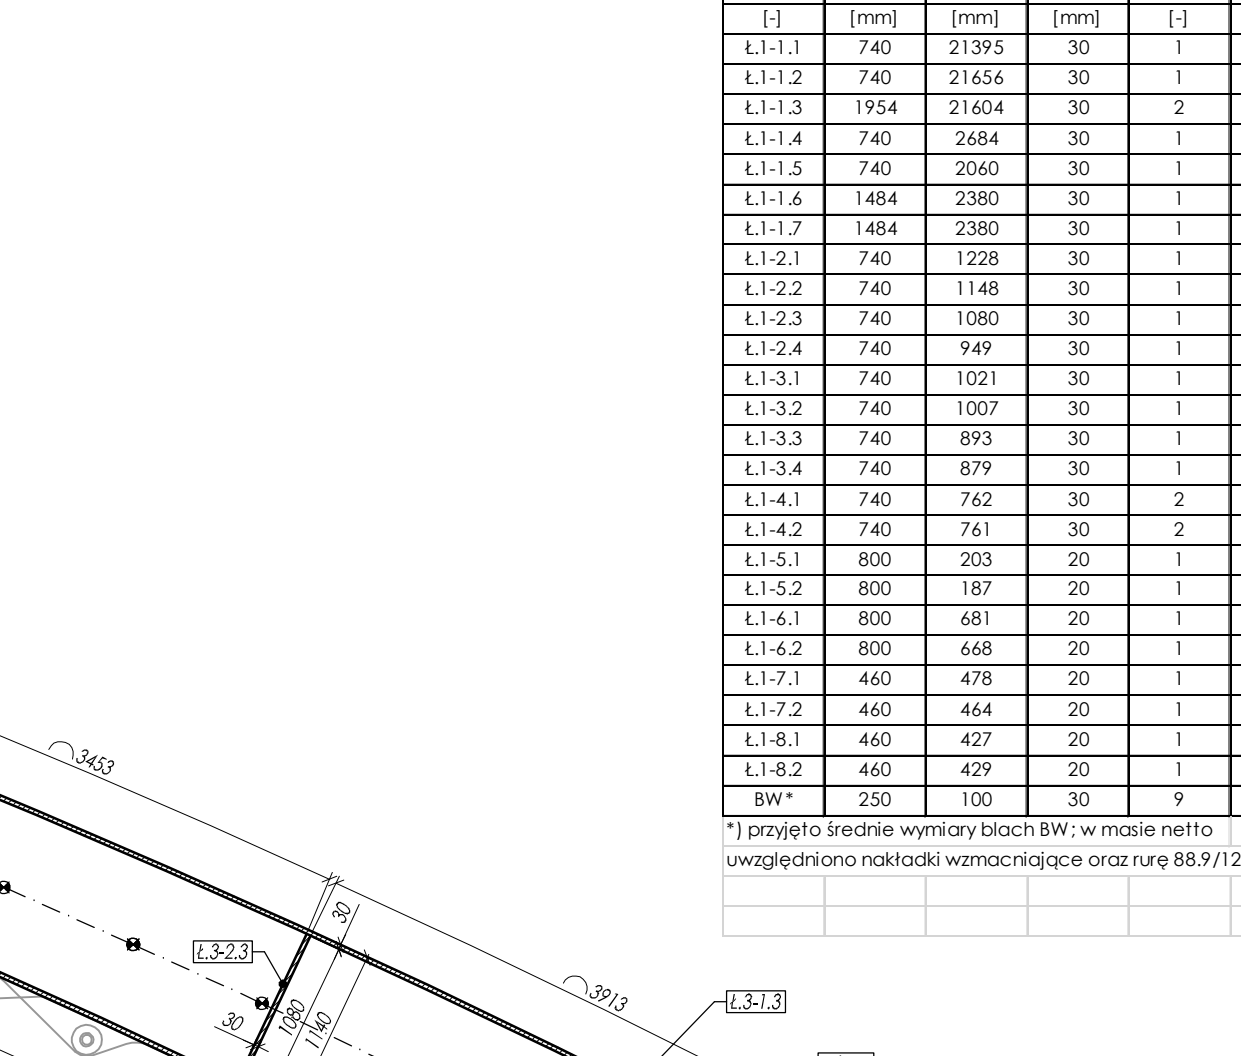 [-] [mm] [mm] [mm] [-]
Ł.1-1.1 740 21395 30 1
Ł.1-1.2 740 21656 30 1
Ł.1-1.3 1954 21604 30 2
Ł.1-1.4 740 2684 30 1
Ł.1-1.5 740 2060 30 1
Ł.1-1.6 1484 2380 30 1
Ł.1-1.7 1484 2380 30 1
Ł.1-2.1 740 1228 30 1
Ł.1-2.2 740 1148 30 1
Ł.1-2.3 740 1080 30 1
Ł.1-2.4 740 949 30 1
Ł.1-3.1 740 1021 30 1
Ł.1-3.2 740 1007 30 1
Ł.1-3.3 740 893 30 1
Ł.1-3.4 740 879 30 1
Ł.1-4.1 740 762 30 2
Ł.1-4.2 740 761 30 2
Ł.1-5.1 800 203 20 1
Ł.1-5.2 800 187 20 1
Ł.1-6.1 800 681 20 1
Ł.1-6.2 800 668 20 1
Ł.1-7.1 460 478 20 1
Ł.1-7.2 460 464 20 1
Ł.1-8.1 460 427 20 1
Ł.1-8.2 460 429 20 1
BW* 250 100 30 9
*) przyjęto średnie wymiary blach BW; w masie netto
uwzględniono nakładki wzmacniające oraz rurę 88.9/12
3453
30
Ł.3-2.3
3913
Ł.3-1.3
30
1080
1140